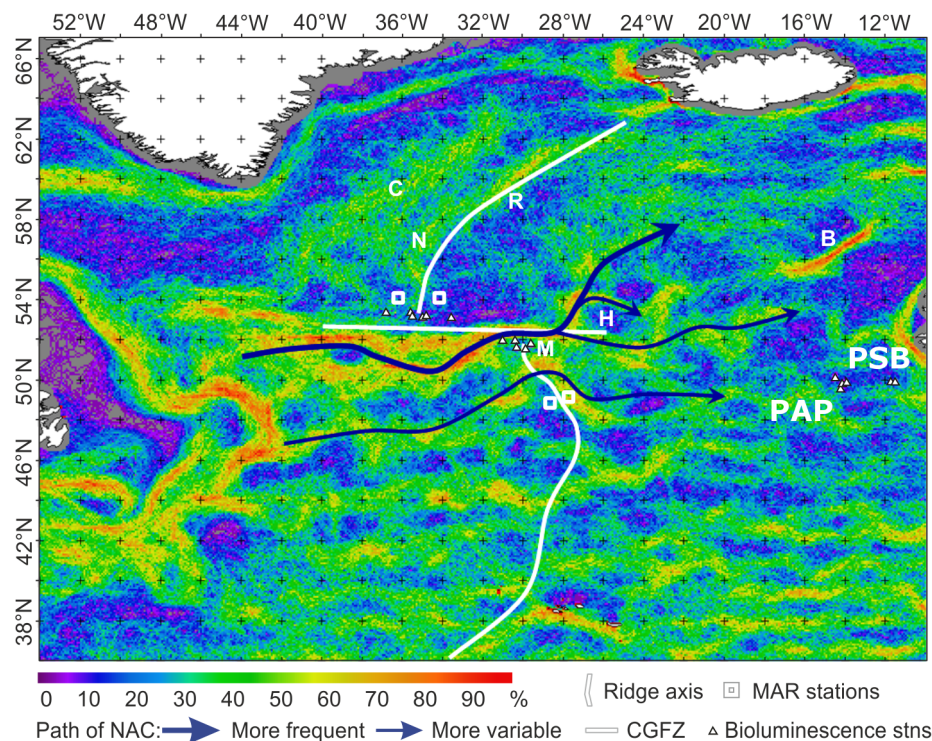 52°W 48°W 44°W 40°W 36°W 32°W 28°W 24°W 20°W 16°W 12°W
66°N
62°N
C
R
58°N
N
B
54°N
H
M
PSB
50°N
PAP
46°N
42°N
38°N
0 10 20 30 40 50 60 70 80 90 %
Ridge axis
MAR stations
Path of NAC: More frequent More variable
CGFZ
Bioluminescence stns